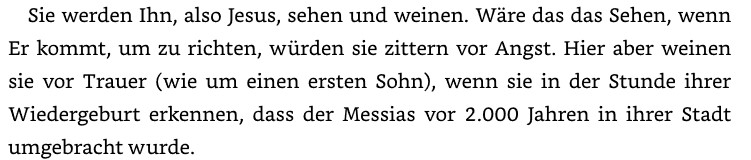 Sie werden Ihn, also Jesus, sehen und weinen. Wäre das das Sehen, wenn
Er kommt, um zu richten, würden sie zittern vor Angst. Hier aber weinen
sie vor Trauer (wie um einen ersten Sohn), wenn sie in der Stunde ihrer
Wiedergeburt erkennen, dass der Messias vor 2.000 Jahren in ihrer Stadt
umgebracht wurde.